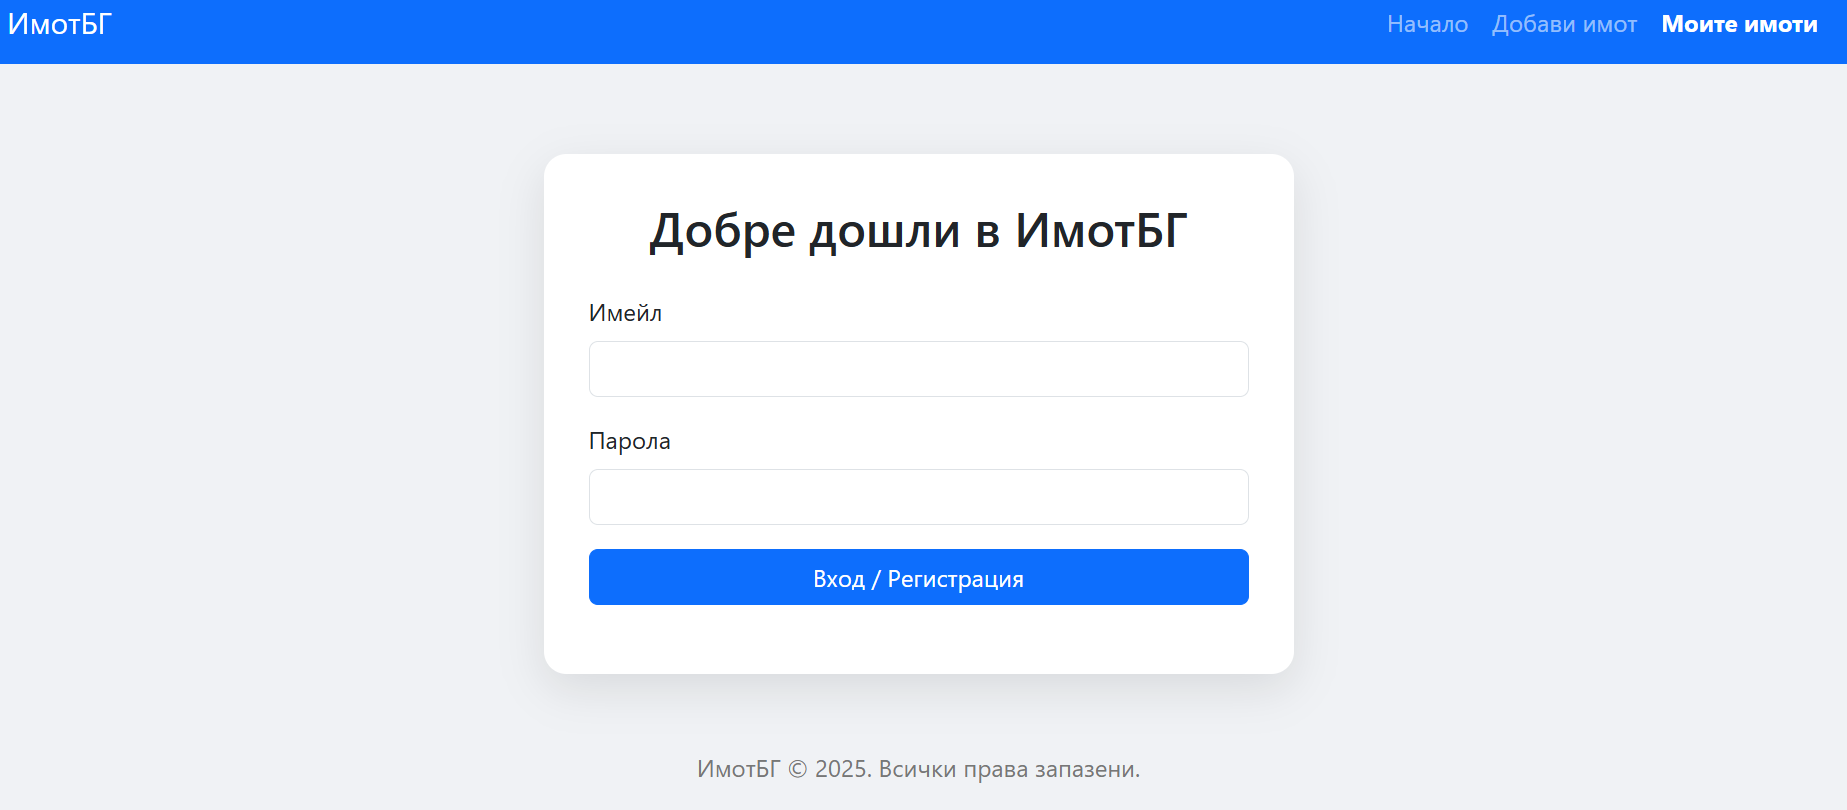 ИмотБГ
Начало Добави имот Моите имоти
Добре дошли в ИмотБГ
Имейл
Парола
Вход / Регистрация
ИмотБГ © 2025. Всички права запазени.